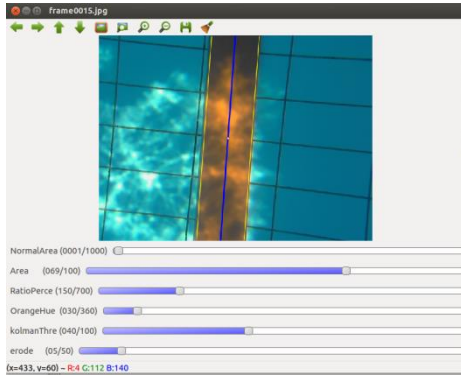 frame0015.jpg
NormalArea (0001/1000)
Area (069/100)
RatioPerce (150/700)
OrangeHue (030/360)
kolmanThre (040/100)
erode (05/50)
(x=433, y=60) ~ R:4 G:112 B:140